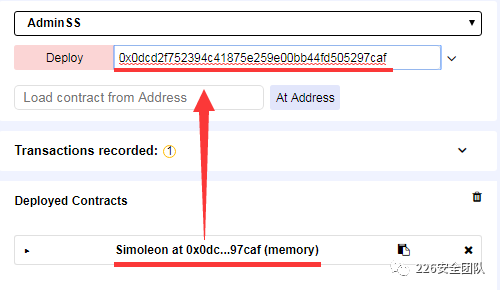 AdminSS
Deploy 0x0dcd2f752394c41875e259e00bb44fd505297caf
Load contract from Address At Address
Transactions recorded: 1
Deployed Contracts
Simoleon at 0x0dc...97caf (memory)
226安全团队